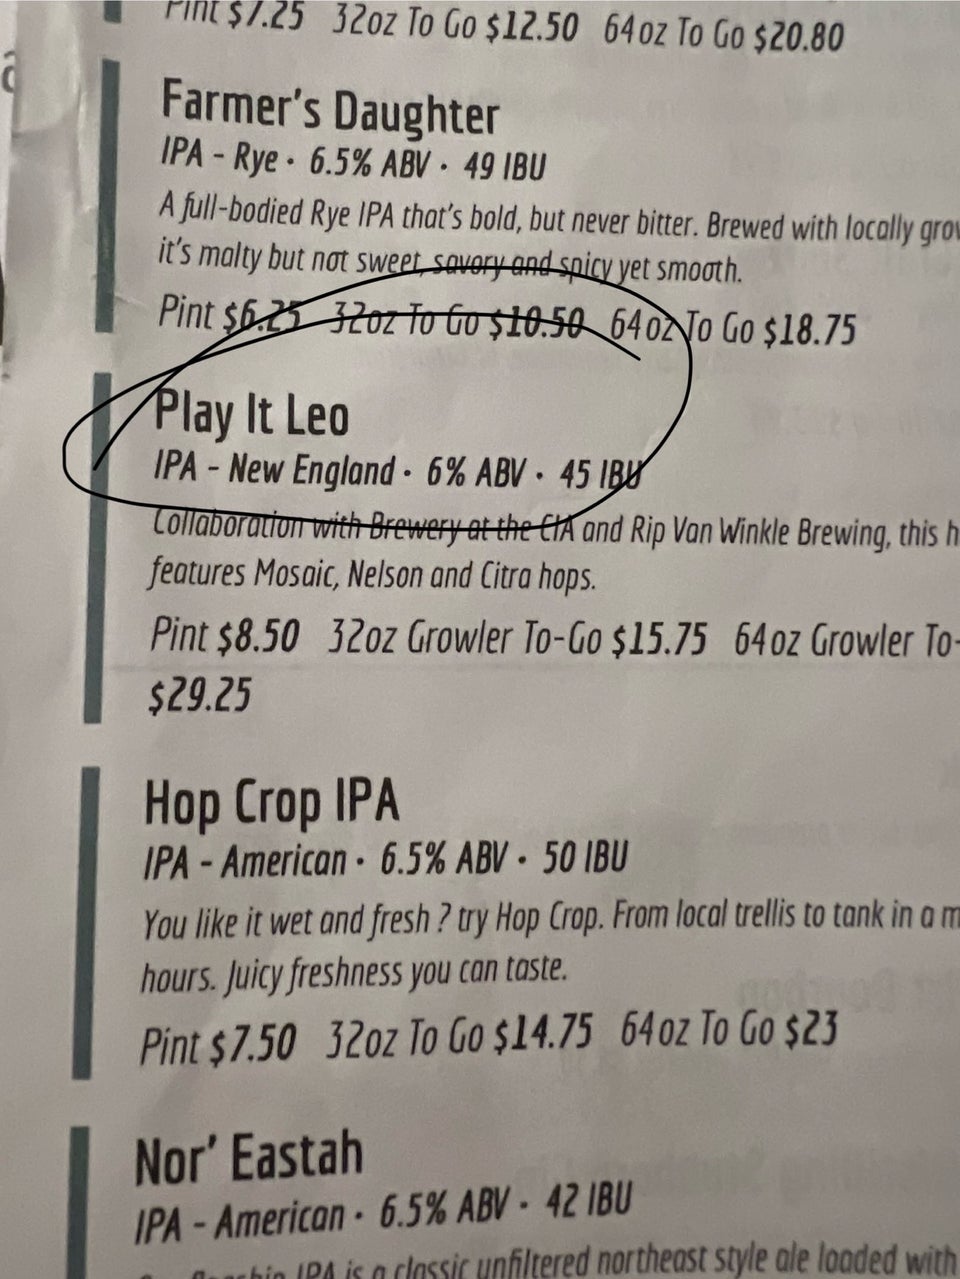 Pint $7.25 32oz To Go $12.50 64oz To Go $20.80
Farmer's Daughter
IPA - Rye · 6.5% ABV · 49 IBU
A full-bodied Rye IPA that's bold, but never bitter. Brewed with locally
it's malty but not sweet, savory and spicy yet smooth.
Pint $6.25 32oz To Go $10.50 64oz To Go $18.75
Play It Leo
IPA - New England · 6% ABV · 45 IBU
Collaboration with Brewery at the CIA and Rip Van Winkle Brewing, this
features Mosaic, Nelson and Citra hops.
Pint $8.50 32oz Growler To-Go $15.75 64oz Growler To-
$29.25
Hop Crop IPA
IPA - American · 6.5% ABV · 50 IBU
You like it wet and fresh ? try Hop Crop. From local trellis to tank in a
hours. Juicy freshness you can taste.
Pint $7.50 32oz To Go $14.75 64oz To Go $23
Nor' Eastah
IPA - American · 6.5% ABV · 42 IBU
IPA is a classic unfiltered northeast style ale loaded with